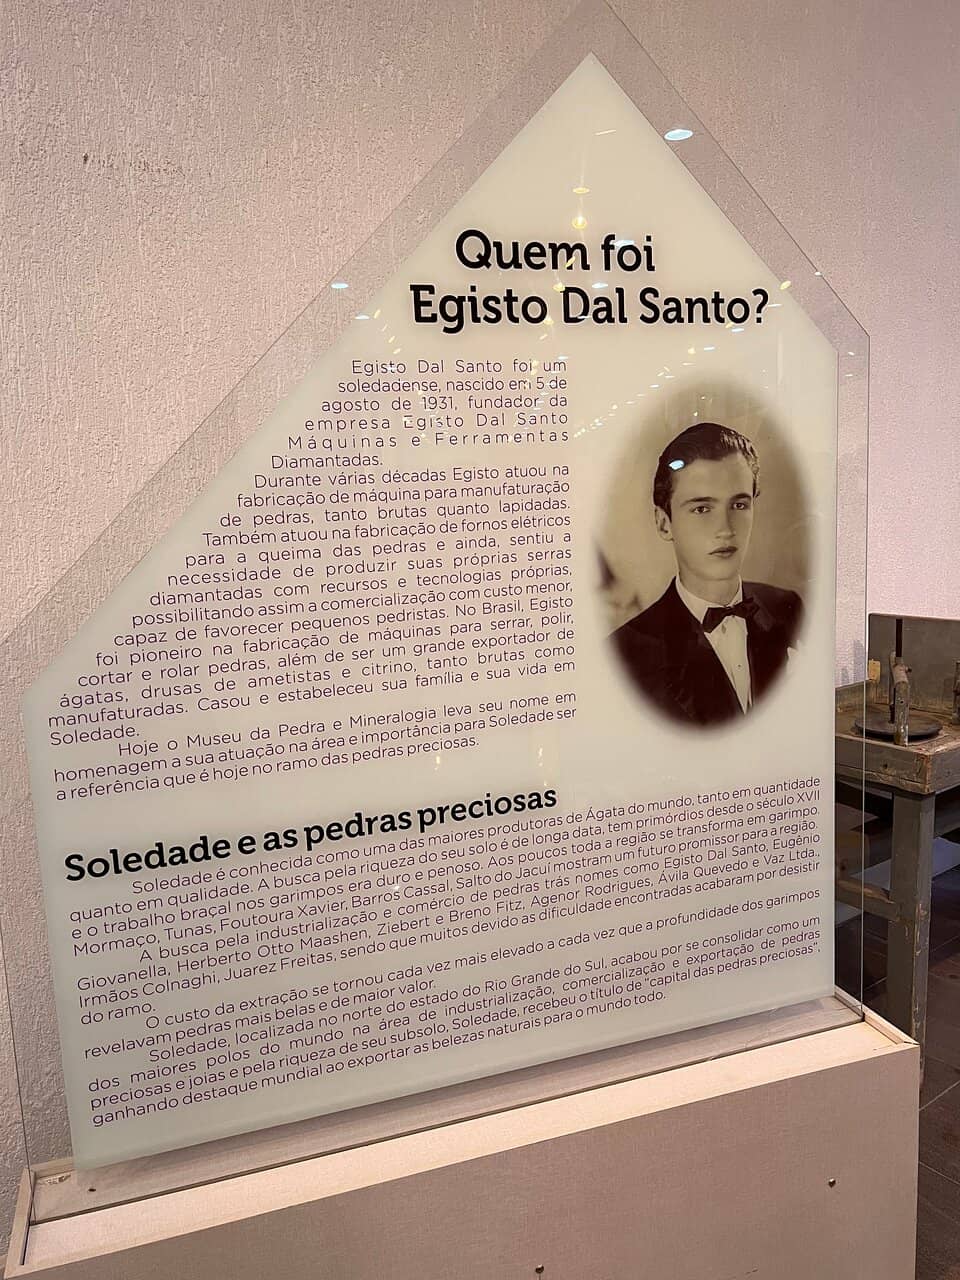 Quem foi
Egisto Dal Santo?
Egisto Dal Santo foi um
soledadense, nascido em 5 de
agosto de 1931, fundador da
empresa Egisto Dal Santo
Máquinas e Ferramentas
Diamantadas.
Durante várias décadas Egisto atuou na
fabricação de máquina para manufaturação
de pedras, tanto brutas quanto lapidadas.
Também atuou na fabricação de fornos elétricos
para a queima das pedras e ainda, sentiu a
necessidade de produzir suas próprias serras
diamantadas com recursos e tecnologias próprias,
possibilitando assim a comercialização com custo menor,
capaz de favorecer pequenos pedristas. No Brasil, Egisto
foi pioneiro na fabricação de máquinas para serrar, polir,
cortar e rolar pedras, além de ser um grande exportador de
ágatas, drusas de ametistas e citrino, tanto brutas como
manufaturadas. Casou e estabeleceu sua família e sua vida em
Soledade.
Hoje o Museu da Pedra e Mineralogia leva seu nome em
homenagem a sua atuação na área e importância para Soledade ser
a referência que é hoje no ramo das pedras preciosas.
Soledade e as pedras preciosas
Soledade é conhecida como uma das maiores produtoras de Ágata do mundo, tanto em quantidade
quanto em qualidade. A busca pela riqueza do seu solo é de longa data, tem primórdios desde o século XVII
e o trabalho braçal nos garimpos era duro e penoso. Aos poucos toda a região se transforma em garimpo.
Mormaço, Tunas, Foutoura Xavier, Barros Cassal, Salto do Jacuí mostram um futuro promissor para a região.
A busca pela industrialização e comércio de pedras trás nomes como Egisto Dal Santo, Eugênio
Giovanella, Herberto Otto Maashen, Ziebert e Breno Fitz, Agenor Rodrigues, Ávila Quevedo e Vaz Ltda.,
Irmãos Colnaghi, Juarez Freitas, sendo que muitos devido as dificuldade encontradas acabaram por desistir
do ramo.
O custo da extração se tornou cada vez mais elevado a cada vez que a profundidade dos garimpos
revelavam pedras mais belas e de maior valor.
Soledade, localizada no norte do estado do Rio Grande do Sul, acabou por se consolidar como um
dos maiores polos do mundo na área de industrialização, comercialização e exportação de pedras
preciosas e joias e pela riqueza de seu subsolo, Soledade, recebeu o título de "capital das pedras preciosas",
ganhando destaque mundial ao exportar as belezas naturais para o mundo todo.